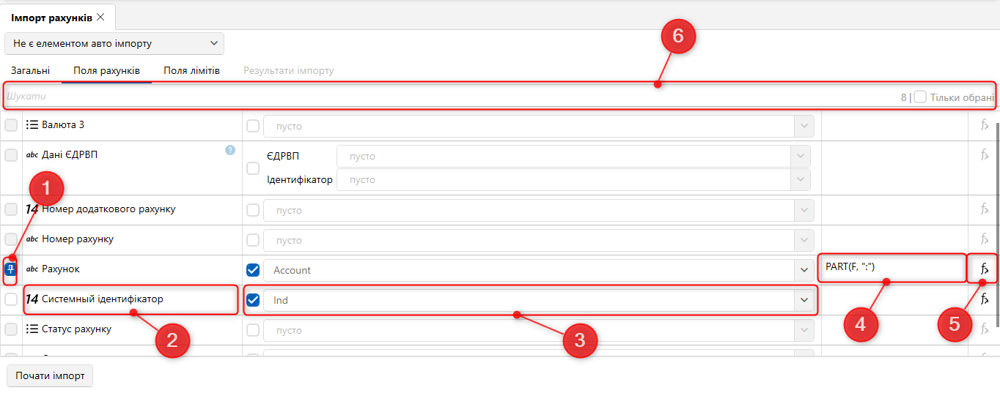 Імпорт рахунків
6
Не є елементом авто імпорту
Загальні Поля рахунків Поля лімітів Результати імпорту
Шукати 8 | Тільки обрані
Валюта 3 пусто fx
abc Дані ЄДРВП ? ЄДРВП пусто fx
1 Ідентифікатор пусто
14 Номер додаткового рахунку пусто fx
abc Номер рахунку пусто fx
abc Рахунок Account PART(F, ":") fx
14 Системный ідентифікатор Ind fx
Статус рахунку пусто fx
2 3 4 5
Почати імпорт